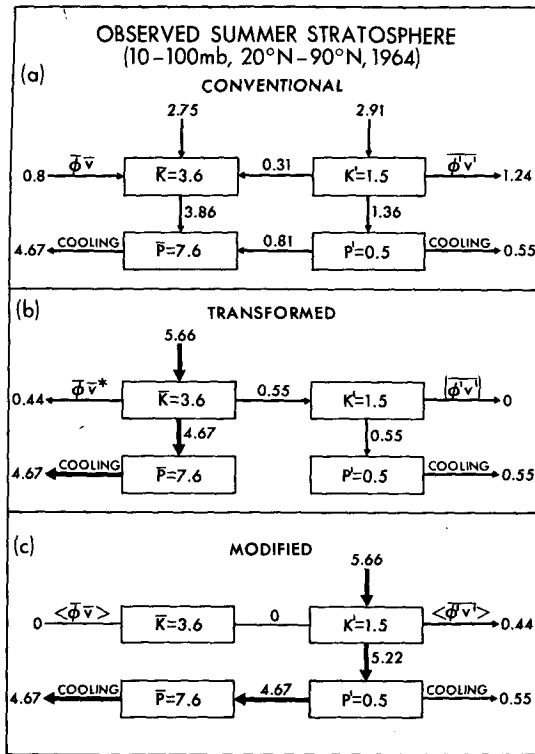 OBSERVED SUMMER STRATOSPHERE
(10-100mb, 20°N-90°N, 1964)
(a)
CONVENTIONAL
2.75 2.91
0.8 ϕ̅ v̅ K̅=3.6 0.31 K'=1.5 \overline{ϕ'v'} 1.24
3.86 1.36
4.67 COOLING P̅=7.6 0.81 P'=0.5 COOLING 0.55
(b)
TRANSFORMED
5.66
0.44 ϕ̅ v̅* K̅=3.6 0.55 K'=1.5 [\overline{ϕ'v'}] 0
4.67 0.55
4.67 COOLING P̅=7.6 P'=0.5 COOLING 0.55
(c)
MODIFIED
5.66
0 <ϕ̅ v̅> K̅=3.6 0 K'=1.5 <\overline{ϕ'v'}> 0.44
5.22
4.67 COOLING P̅=7.6 4.67 P'=0.5 COOLING 0.55